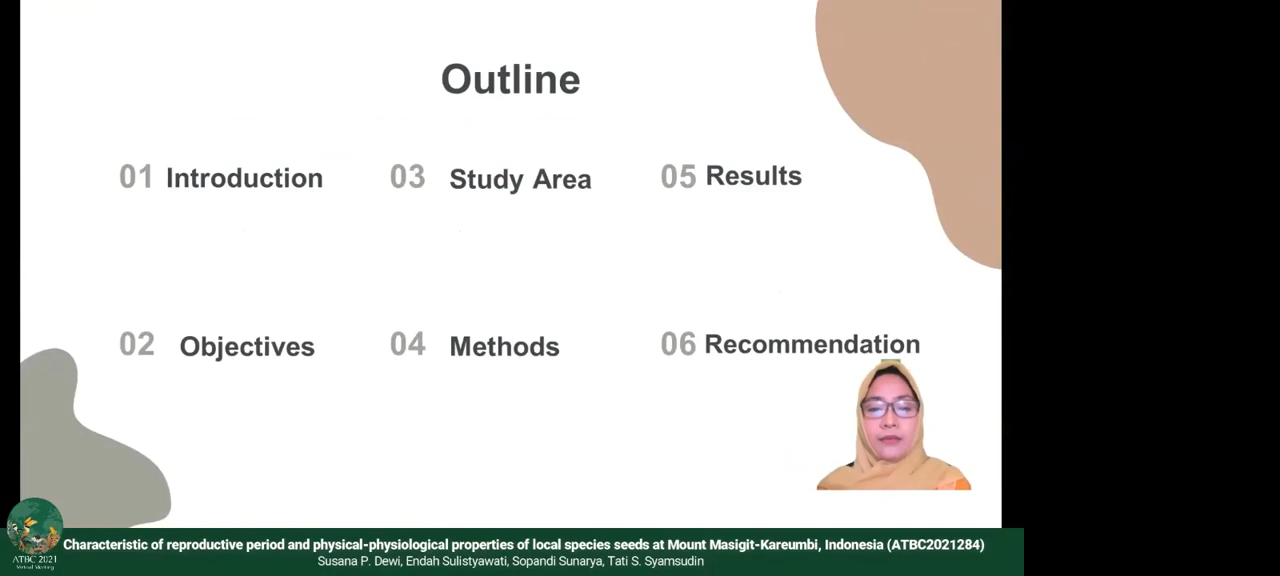 Outline
01 Introduction
03 Study Area
05 Results
02 Objectives
04 Methods
06 Recommendation
ATBC 2021
Virtual Meeting
Characteristic of reproductive period and physical-physiological properties of local species seeds at Mount Masigit-Kareumbi, Indonesia (ATBC2021284)
Susana P. Dewi, Endah Sulistyawati, Sopandi Sunarya, Tati S. Syamsudin